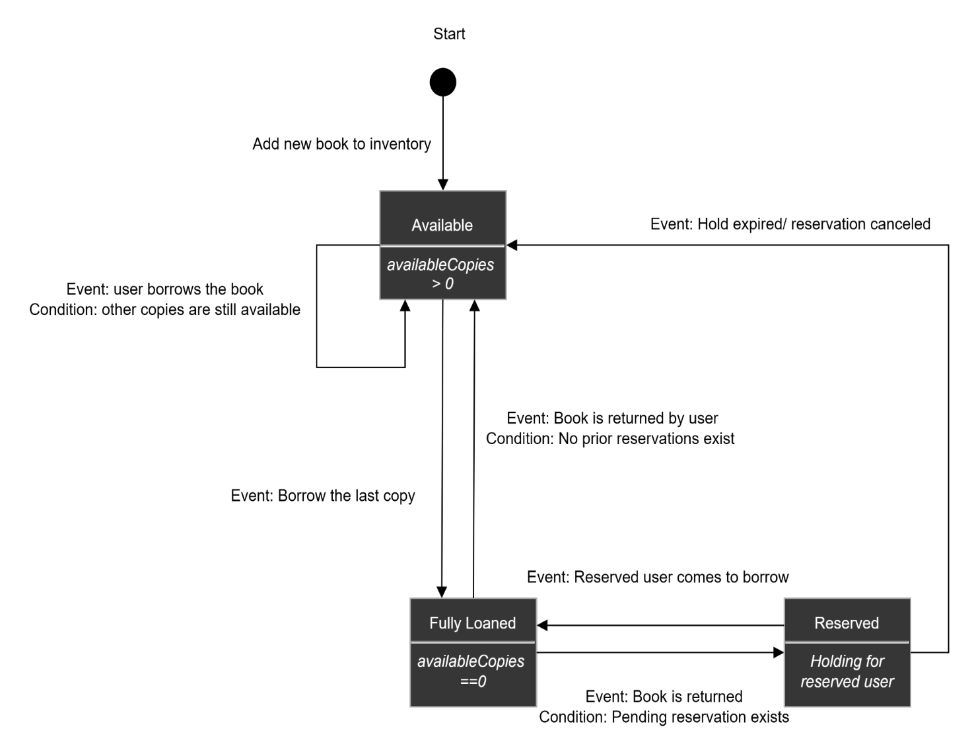 Start
Add new book to inventory
Available
availableCopies
> 0
Event: Hold expired/ reservation canceled
Event: user borrows the book
Condition: other copies are still available
Event: Book is returned by user
Condition: No prior reservations exist
Event: Borrow the last copy
Event: Reserved user comes to borrow
Fully Loaned
availableCopies
==0
Reserved
Holding for
reserved user
Event: Book is returned
Condition: Pending reservation exists